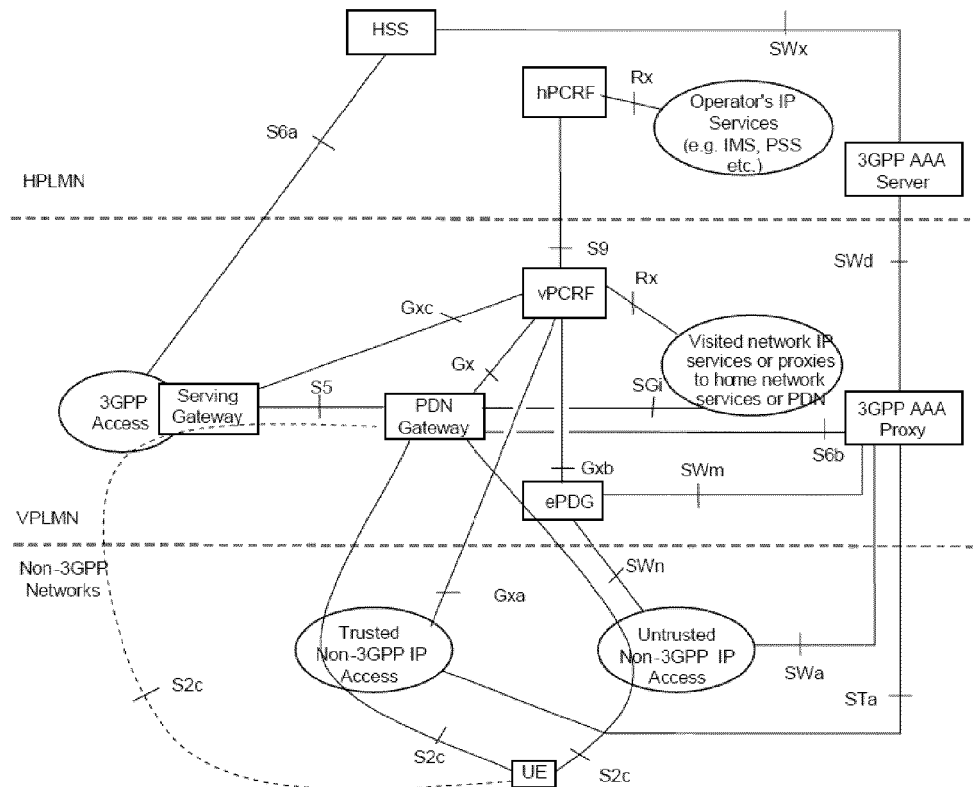 HSS
SWx
hPCRF
Rx
Operator's IP
Services
(e.g. IMS, PSS
etc.)
S6a
3GPP AAA
Server
HPLMN
S9
SWd
vPCRF
Rx
Gxc
Visited network IP
services or proxies
to home network
services or PDN
Gx
SGi
3GPP
Access
Serving
Gateway
S5
PDN
Gateway
3GPP AAA
Proxy
S6b
Gxb
SWm
ePDG
VPLMN
Non-3GPP
Networks
SWn
Gxa
Trusted
Non-3GPP IP
Access
Untrusted
Non-3GPP IP
Access
SWa
S2c
STa
S2c
UE
S2c